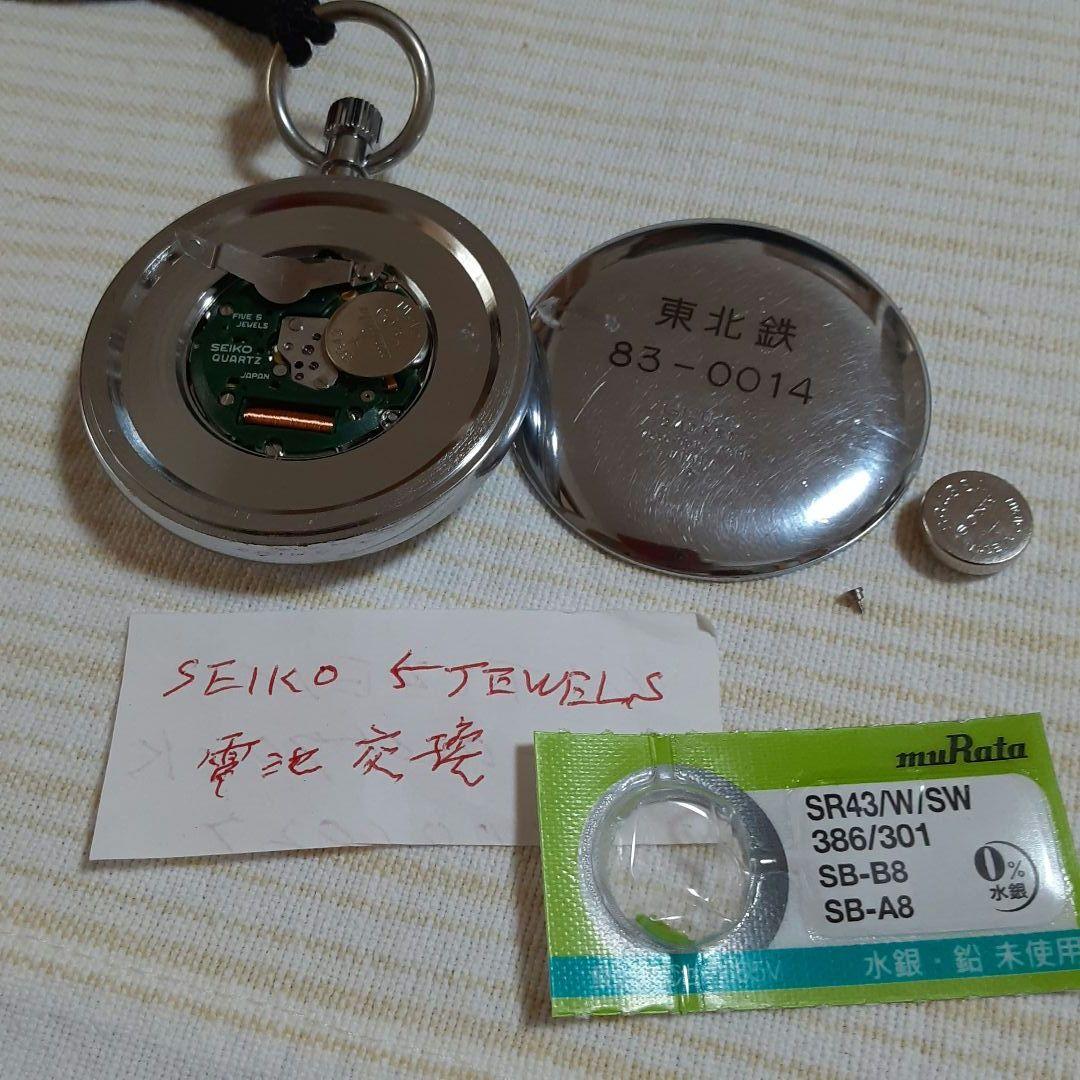 FIVE 5
JEWELS
SEIKO
QUARTZ
JAPAN
東北鉄
83-0014
SEIKO 5 JEWELS
電池交換
muRata
SR43/W/SW
386/301
SB-B8
SB-A8
0%
水銀
水銀・鉛 未使用